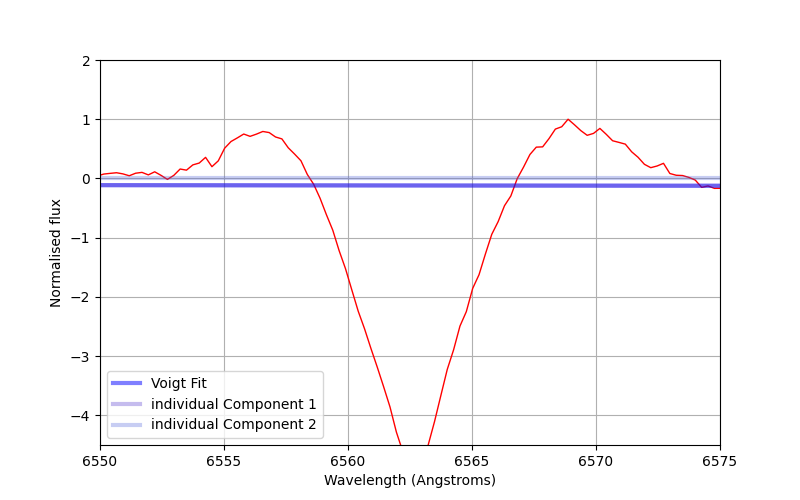 2
1
0
−1
−2
−3
−4
Normalised flux
Voigt Fit
individual Component 1
individual Component 2
6550 6555 6560 6565 6570 6575
Wavelength (Angstroms)